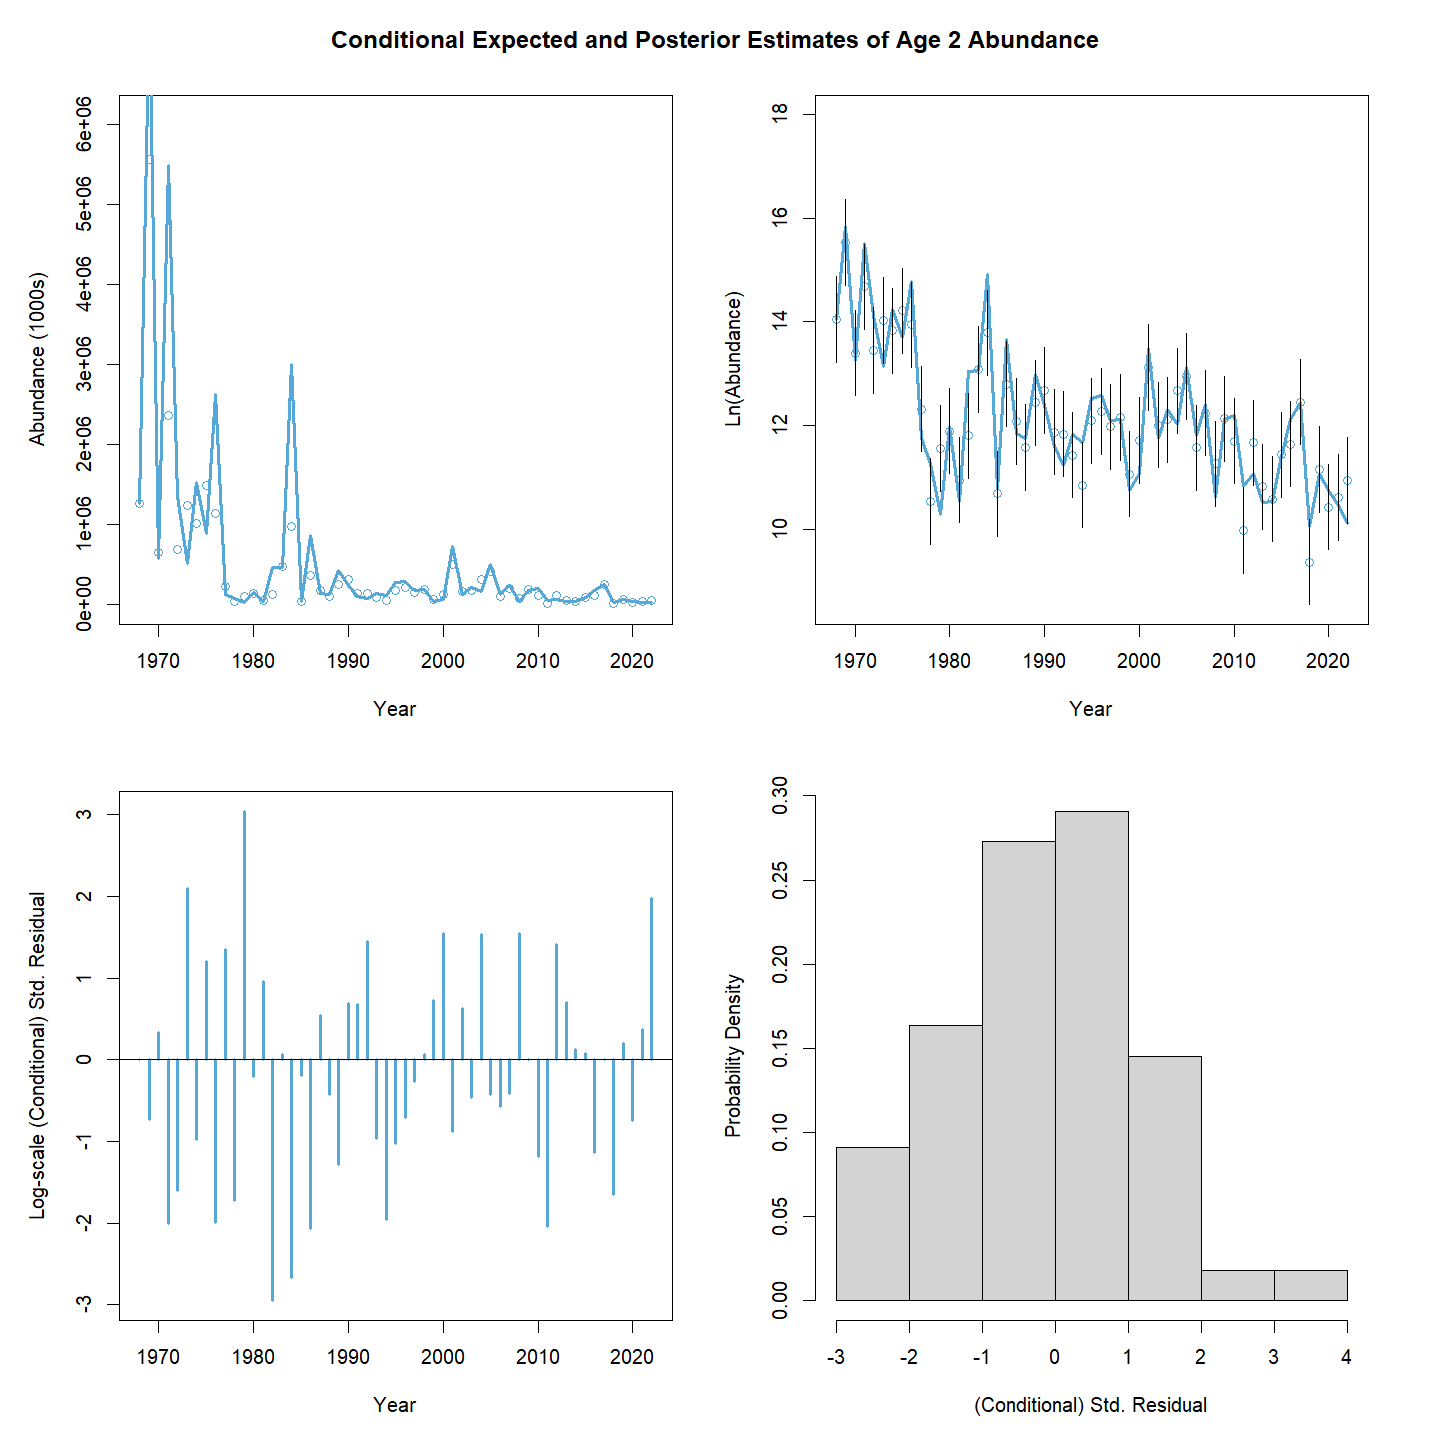 Conditional Expected and Posterior Estimates of Age 2 Abundance
Abundance (1000s)
0e+00 1e+06 2e+06 3e+06 4e+06 5e+06 6e+06
1970 1980 1990 2000 2010 2020
Year
Ln(Abundance)
10 12 14 16 18
1970 1980 1990 2000 2010 2020
Year
Log-scale (Conditional) Std. Residual
-3 -2 -1 0 1 2 3
1970 1980 1990 2000 2010 2020
Year
Probability Density
0.00 0.05 0.10 0.15 0.20 0.25 0.30
-3 -2 -1 0 1 2 3 4
(Conditional) Std. Residual